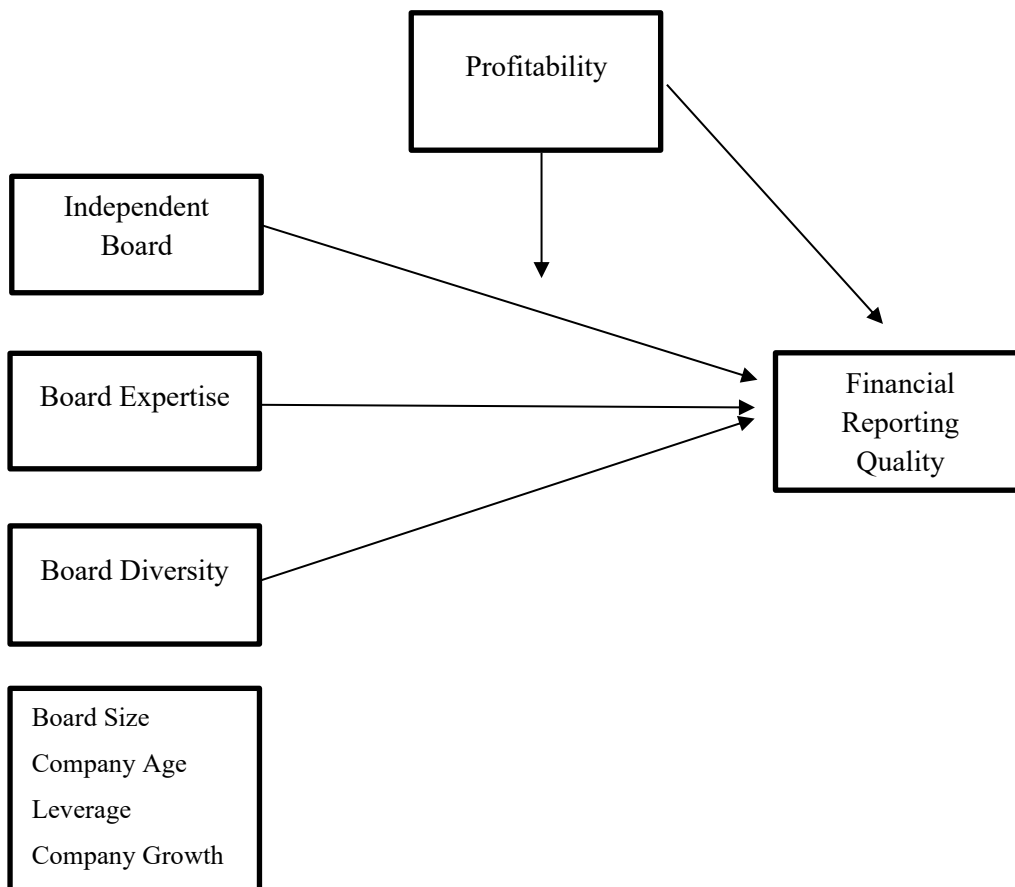 Profitability
Independent
Board
Board Expertise
Financial
Reporting
Quality
Board Diversity
Board Size
Company Age
Leverage
Company Growth